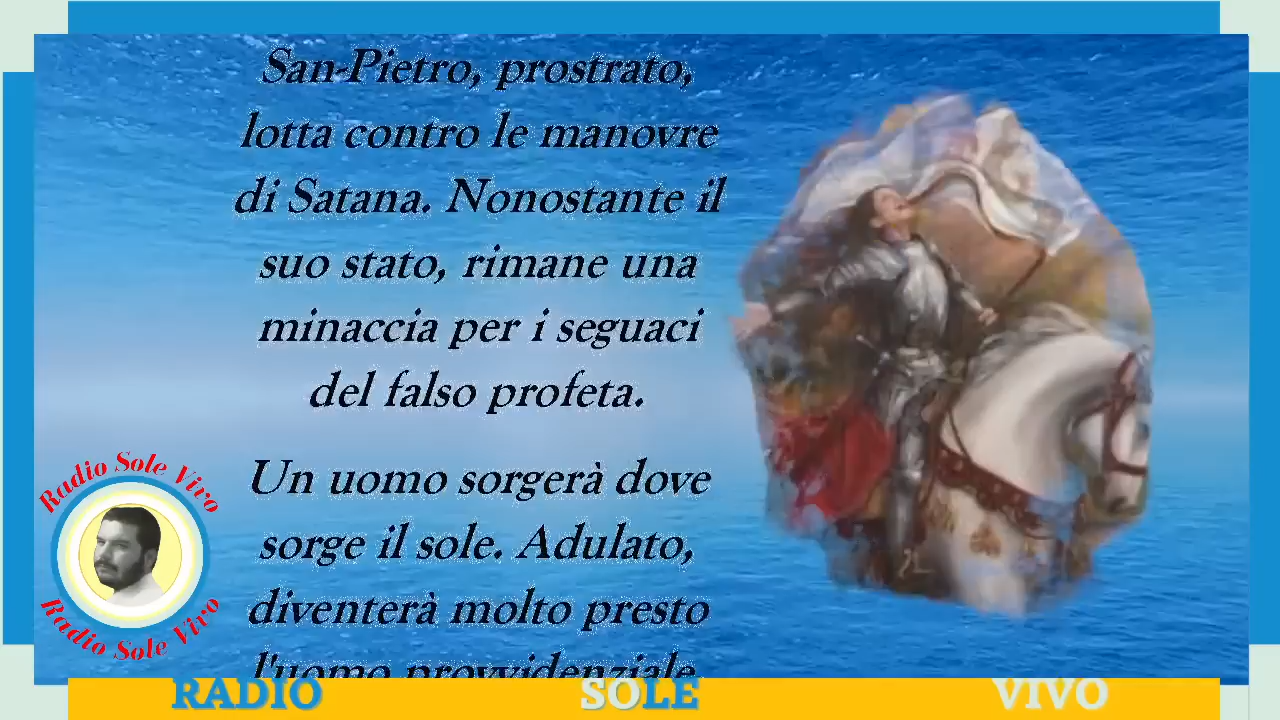 San-Pietro, prostrato,
lotta contro le manovre
di Satana. Nonostante il
suo stato, rimane una
minaccia per i seguaci
del falso profeta.
Un uomo sorgerà dove
sorge il sole. Adulato,
diventerà molto presto
l'uomo provvidenziale
Radio Sole Vivo
Radio Sole Vivo
RADIO SOLE VIVO